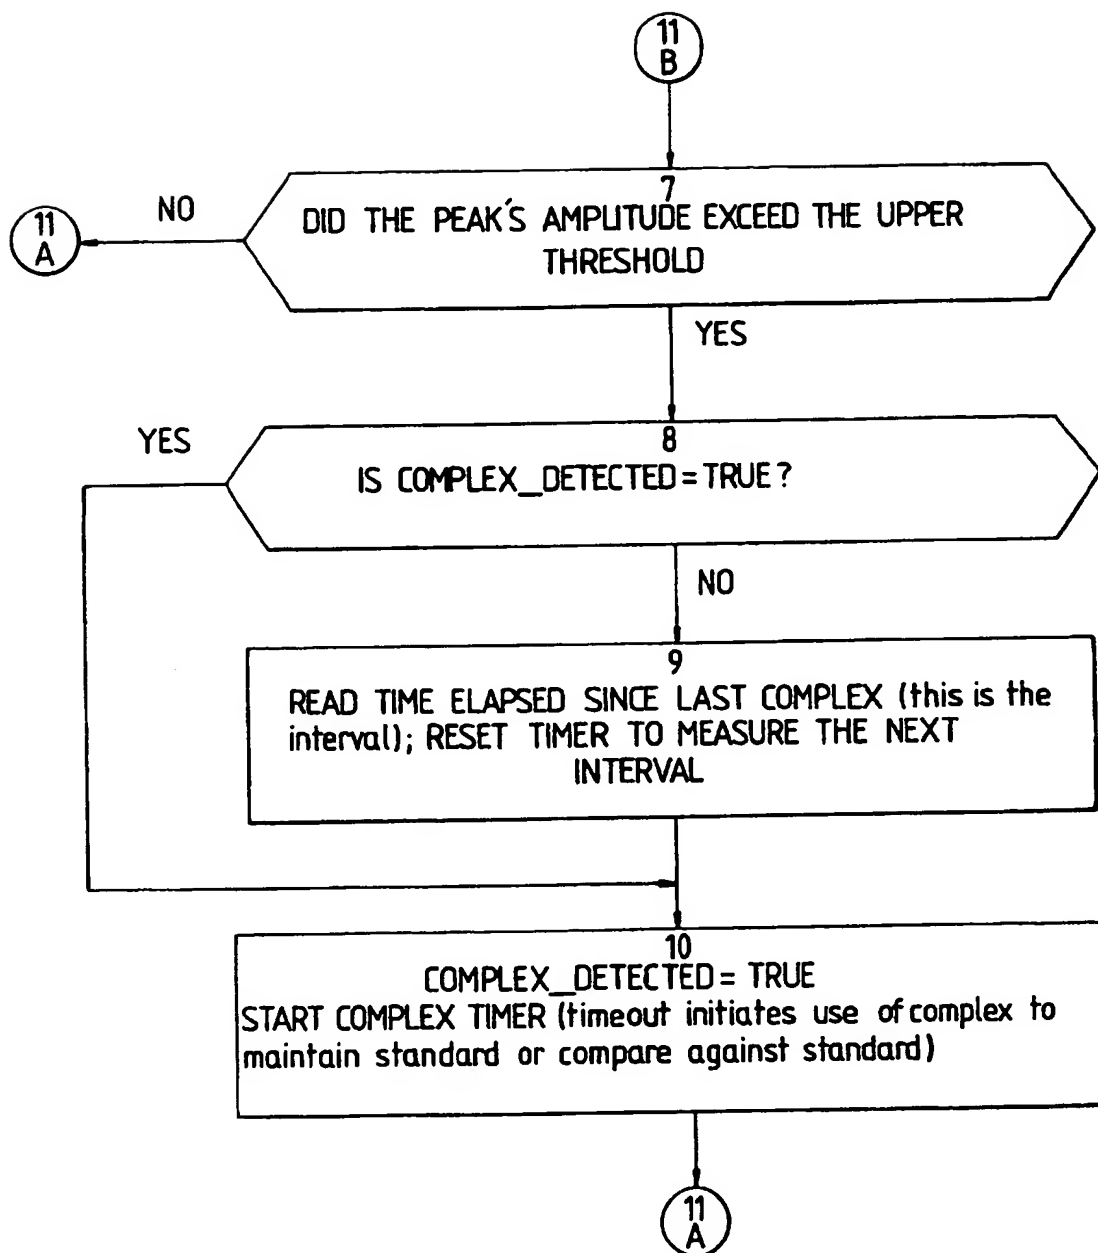 11
B
7
DID THE PEAK'S AMPLITUDE EXCEED THE UPPER
THRESHOLD
NO
11
A
YES
8
IS COMPLEX_DETECTED=TRUE?
YES
NO
9
READ TIME ELAPSED SINCE LAST COMPLEX (this is the
interval); RESET TIMER TO MEASURE THE NEXT
INTERVAL
10
COMPLEX_DETECTED= TRUE
START COMPLEX TIMER (timeout initiates use of complex to
maintain standard or compare against standard)
11
A